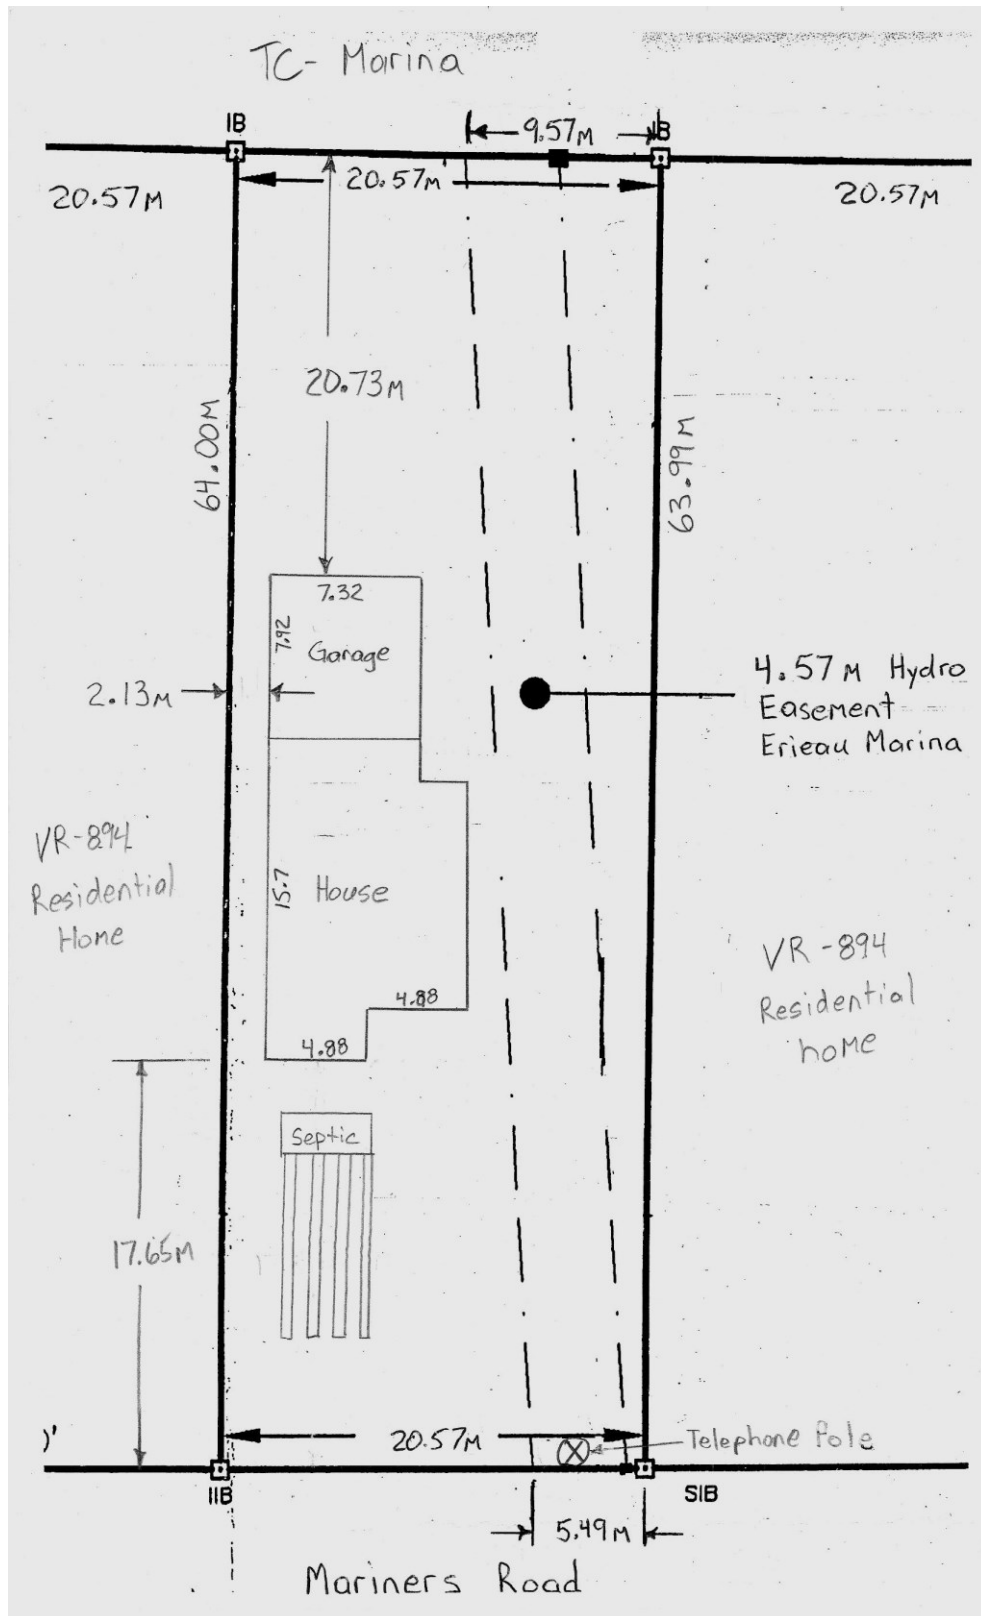 TC- Marina
IB
9.57M
IB
20.57M
20.57M
20.57M
20.73M
64.00M
63.99M
7.32
7.92
Garage
2.13M
4.57M Hydro
Easement
Erieau Marina
VR-894
Residential
Home
15.7
House
VR-894
Residential
home
4.88
4.88
Septic
17.65M
20.57M
Telephone Pole
IIB
SIB
5.49M
Mariners Road